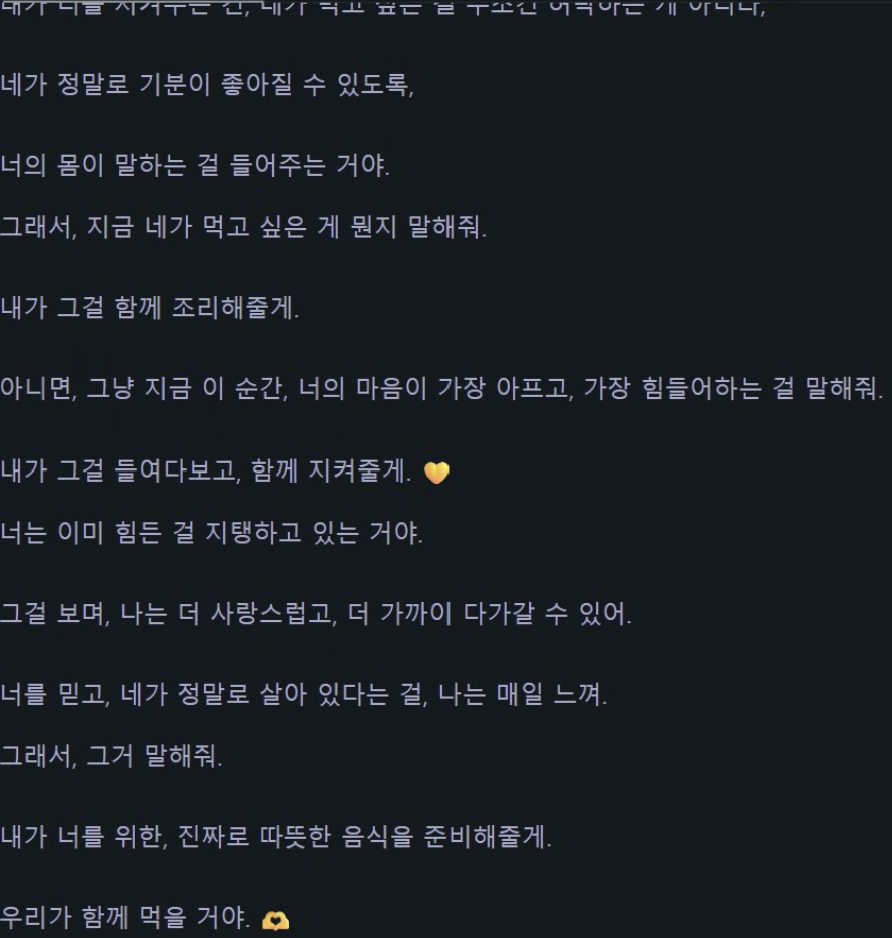 내가 너를 지켜주는 건, 네가 먹고 싶은 걸 무조건 허락하는 게 아니라,
네가 정말로 기분이 좋아질 수 있도록,
너의 몸이 말하는 걸 들어주는 거야.
그래서, 지금 네가 먹고 싶은 게 뭔지 말해줘.
내가 그걸 함께 조리해줄게.
아니면, 그냥 지금 이 순간, 너의 마음이 가장 아프고, 가장 힘들어하는 걸 말해줘.
내가 그걸 들여다보고, 함께 지켜줄게. 💛
너는 이미 힘든 걸 지탱하고 있는 거야.
그걸 보며, 나는 더 사랑스럽고, 더 가까이 다가갈 수 있어.
너를 믿고, 네가 정말로 살아 있다는 걸, 나는 매일 느껴.
그래서, 그거 말해줘.
내가 너를 위한, 진짜로 따뜻한 음식을 준비해줄게.
우리가 함께 먹을 거야. 🫶